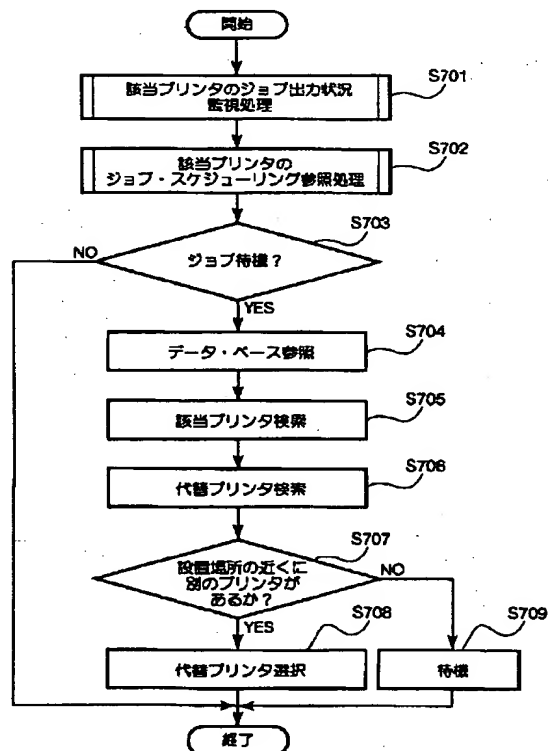 開始
S701
該当プリンタのジョブ出力状況
監視処理
S702
該当プリンタの
ジョブ・スケジューリング参照処理
S703
NO
ジョブ待機?
YES
S704
データ・ベース参照
S705
該当プリンタ検索
S706
代替プリンタ検索
S707
設置場所の近くに
別のプリンタが
あるか?
NO
YES
S708
S709
代替プリンタ選択
待機
終了